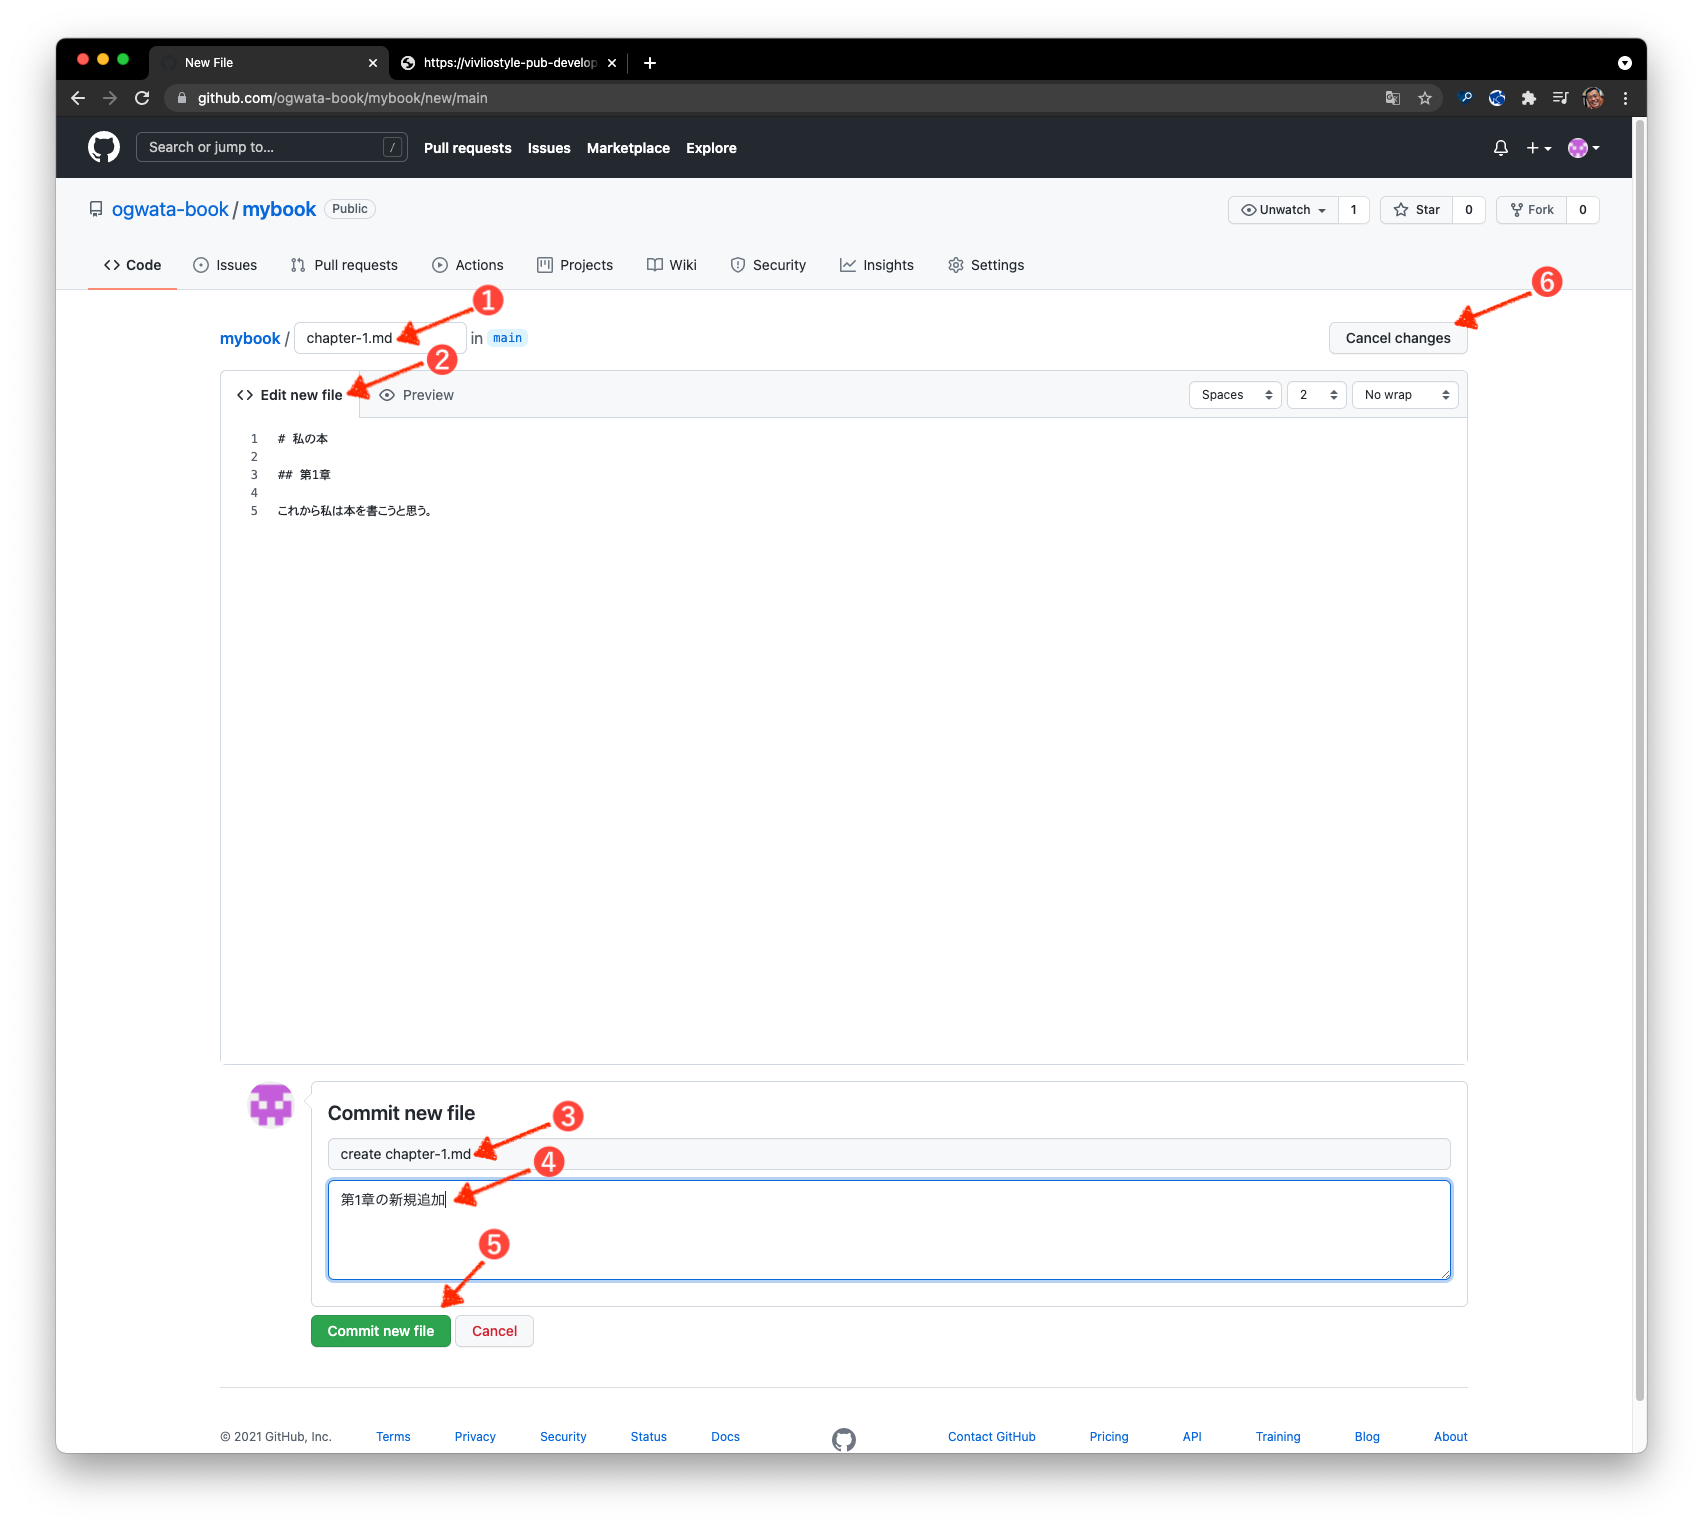 New File
https://vivliostyle-pub-develop
github.com/ogwata-book/mybook/new/main
Search or jump to... /
Pull requests Issues Marketplace Explore
ogwata-book / mybook Public
Unwatch 1 Star 0 Fork 0
Code Issues Pull requests Actions Projects Wiki Security Insights Settings
1
6
mybook / chapter-1.md in main
Cancel changes
2
Edit new file Preview
Spaces 2 No wrap
1 # 私の本
2
3 ## 第1章
4
5 これから私は本を書こうと思う。
Commit new file
3
create chapter-1.md
4
第1章の新規追加
5
Commit new file Cancel
© 2021 GitHub, Inc. Terms Privacy Security Status Docs Contact GitHub Pricing API Training Blog About